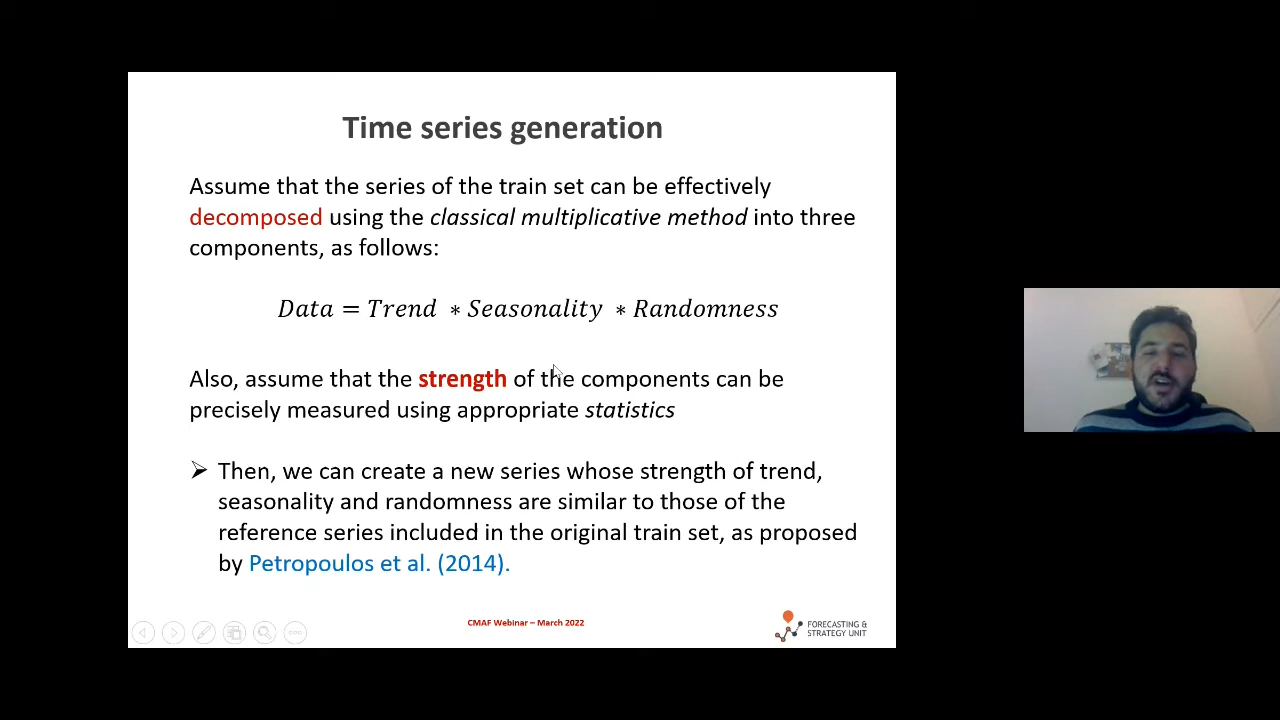 Time series generation
Assume that the series of the train set can be effectively
decomposed using the classical multiplicative method into three
components, as follows:
Data = Trend ∗ Seasonality ∗ Randomness
Also, assume that the strength of the components can be
precisely measured using appropriate statistics
➢ Then, we can create a new series whose strength of trend,
seasonality and randomness are similar to those of the
reference series included in the original train set, as proposed
by Petropoulos et al. (2014).
CMAF Webinar – March 2022
FORECASTING &
STRATEGY UNIT